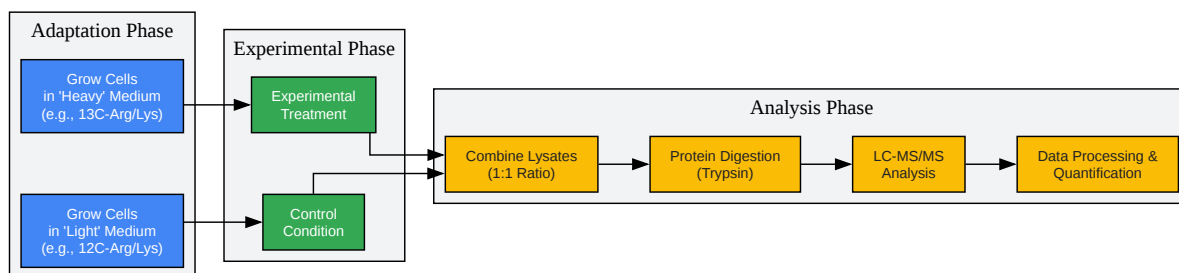 Adaptation Phase
Grow Cells
in 'Heavy' Medium
(e.g., 13C-Arg/Lys)
Grow Cells
in 'Light' Medium
(e.g., 12C-Arg/Lys)
Experimental Phase
Experimental
Treatment
Control
Condition
Analysis Phase
Combine Lysates
(1:1 Ratio)
Protein Digestion
(Trypsin)
LC-MS/MS
Analysis
Data Processing &
Quantification